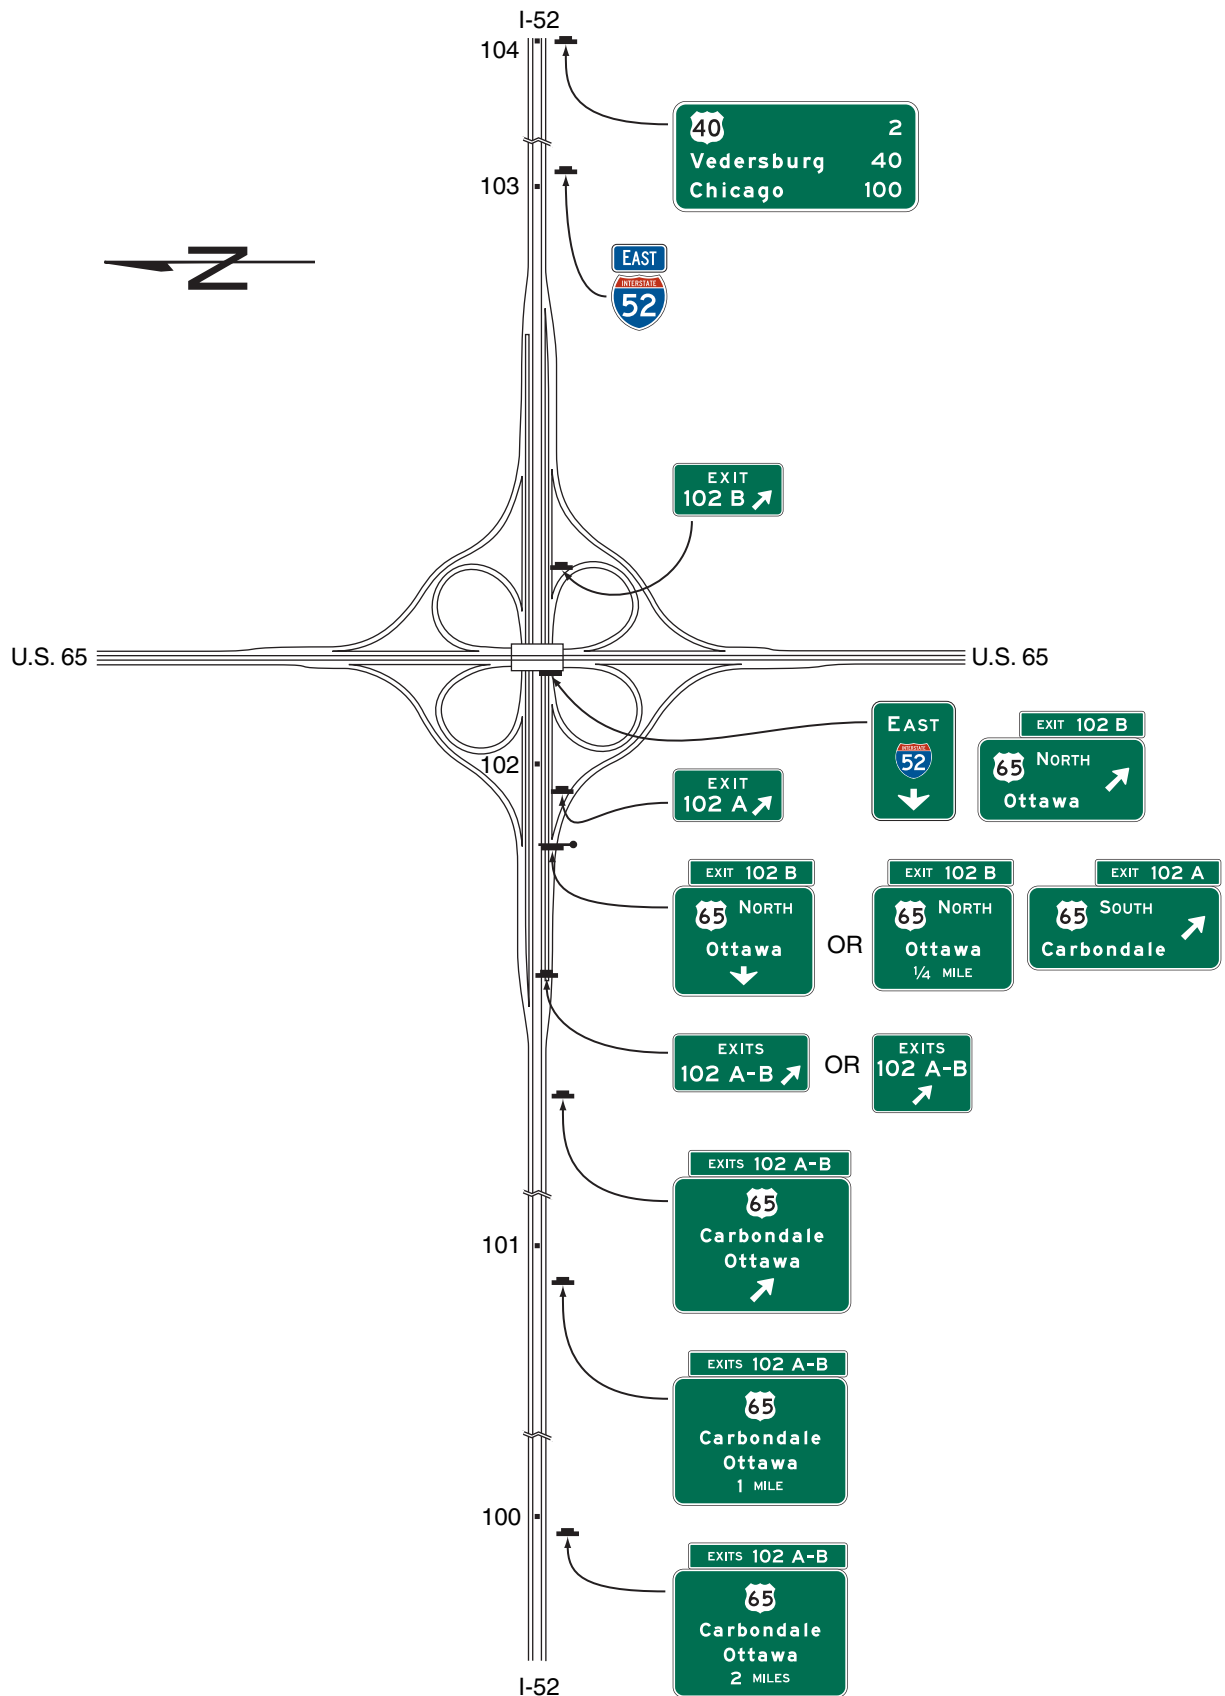 I-52
104
40 2
Vedersburg 40
Chicago 100
103
N
EAST
INTERSTATE
52
EXIT
102 B
U.S. 65
U.S. 65
EAST
INTERSTATE
52
EXIT 102 B
65 NORTH
Ottawa
102
EXIT
102 A
EXIT 102 B
65 NORTH
Ottawa
OR
EXIT 102 B
65 NORTH
Ottawa
1/4 MILE
EXIT 102 A
65 SOUTH
Carbondale
EXITS
102 A-B
OR
EXITS
102 A-B
EXITS 102 A-B
65
Carbondale
Ottawa
101
EXITS 102 A-B
65
Carbondale
Ottawa
1 MILE
100
EXITS 102 A-B
65
Carbondale
Ottawa
2 MILES
I-52